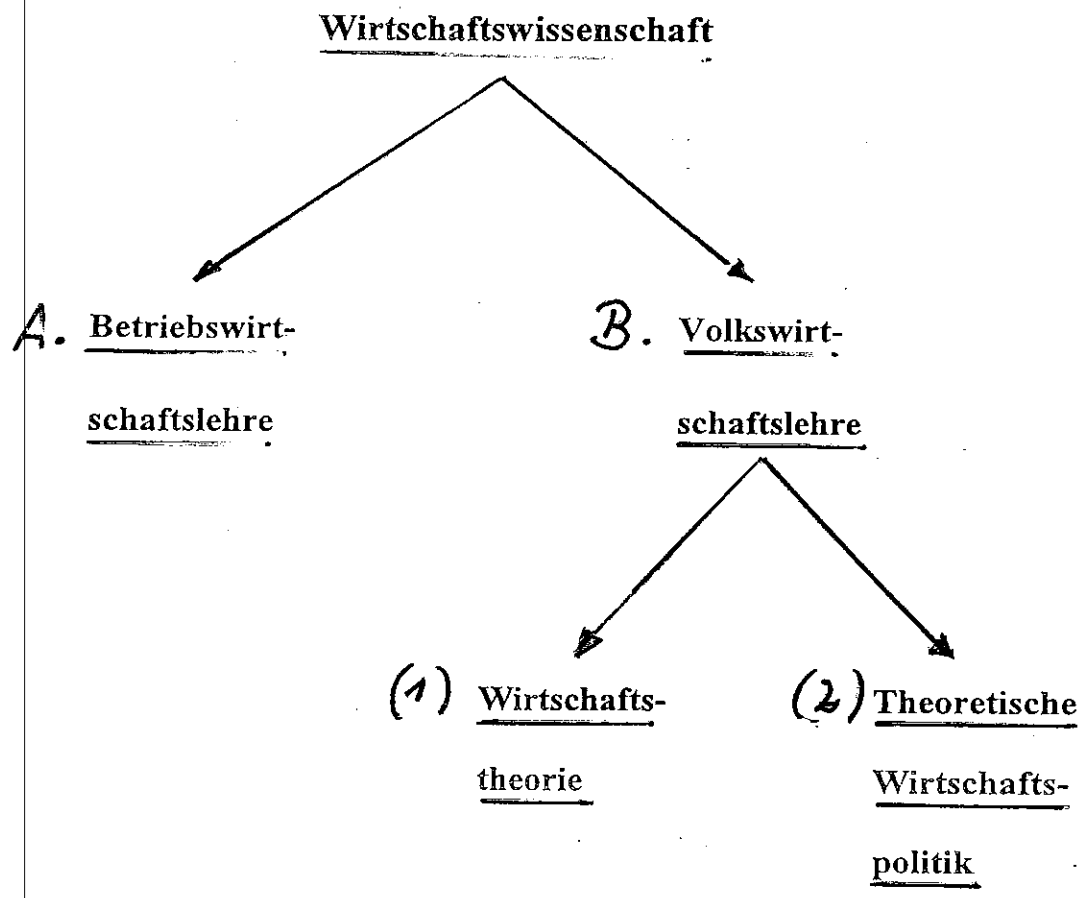 Wirtschaftswissenschaft
A. Betriebswirt-
schaftslehre
B. Volkswirt-
schaftslehre
(1) Wirtschafts-
theorie
(2) Theoretische
Wirtschafts-
politik